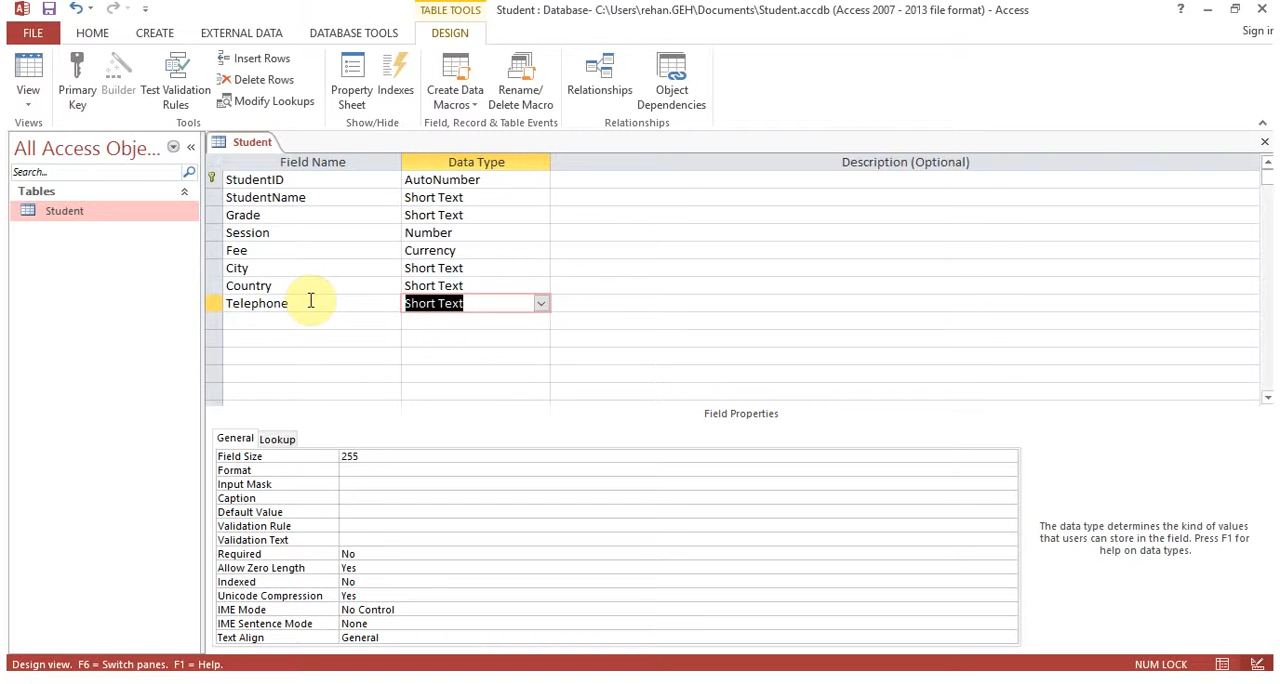 TABLE TOOLS
Student : Database- C:\Users\rehan.GEH\Documents\Student.accdb (Access 2007 - 2013 file format) - Access
?
FILE HOME CREATE EXTERNAL DATA DATABASE TOOLS DESIGN
Sign in
View
Views
Primary Key
Builder
Test Validation Rules
Insert Rows
Delete Rows
Modify Lookups
Tools
Property Sheet
Indexes
Show/Hide
Create Data Macros
Rename/ Delete Macro
Field, Record & Table Events
Relationships
Object Dependencies
Relationships
All Access Obje...
Search...
Tables
Student
Student
Field Name Data Type Description (Optional)
StudentID AutoNumber
StudentName Short Text
Grade Short Text
Session Number
Fee Currency
City Short Text
Country Short Text
Telephone Short Text
Field Properties
General Lookup
Field Size 255
Format
Input Mask
Caption
Default Value
Validation Rule
Validation Text
Required No
Allow Zero Length Yes
Indexed No
Unicode Compression Yes
IME Mode No Control
IME Sentence Mode None
Text Align General
The data type determines the kind of values
that users can store in the field. Press F1 for
help on data types.
Design view. F6 = Switch panes. F1 = Help.
NUM LOCK